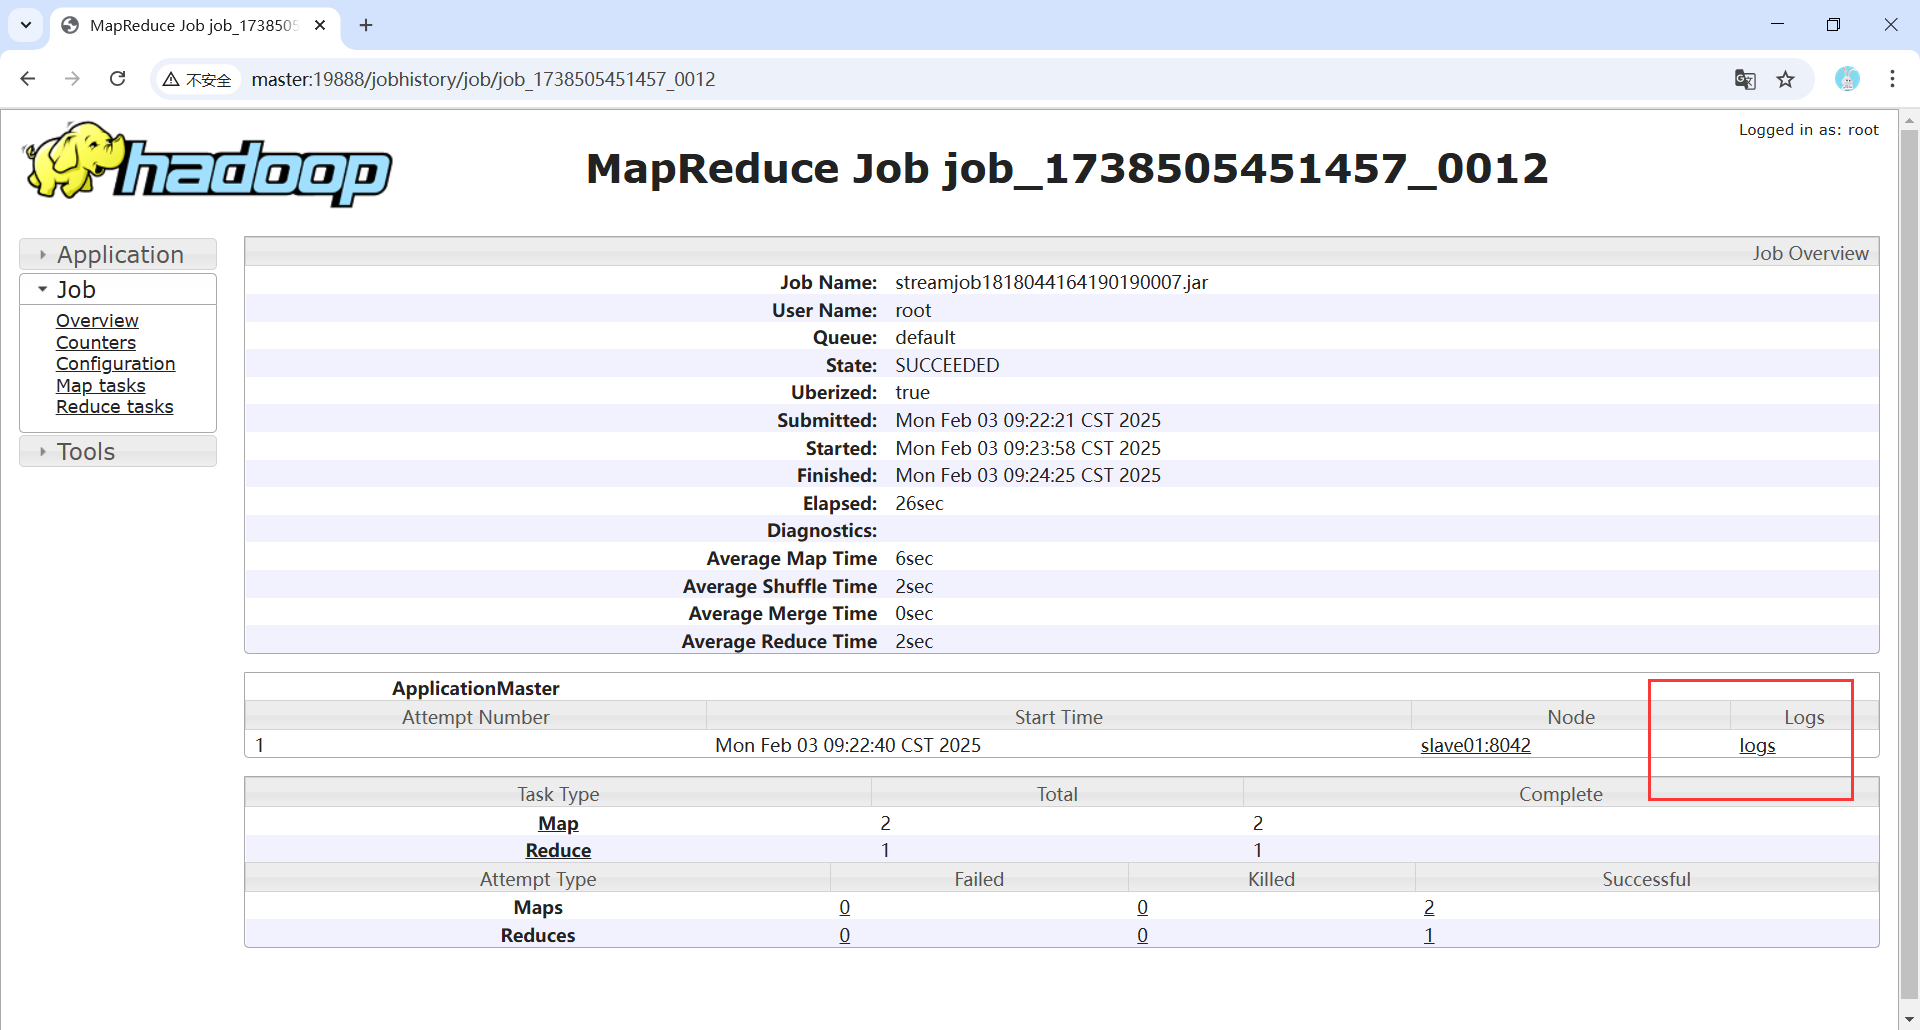 MapReduce Job job_173850
不安全
master:19888/jobhistory/job/job_1738505451457_0012
Logged in as: root
hadoop
MapReduce Job job_1738505451457_0012
Application
Job
Overview
Counters
Configuration
Map tasks
Reduce tasks
Tools
Job Overview
Job Name: streamjob1818044164190190007.jar
User Name: root
Queue: default
State: SUCCEEDED
Uberized: true
Submitted: Mon Feb 03 09:22:21 CST 2025
Started: Mon Feb 03 09:23:58 CST 2025
Finished: Mon Feb 03 09:24:25 CST 2025
Elapsed: 26sec
Diagnostics:
Average Map Time 6sec
Average Shuffle Time 2sec
Average Merge Time 0sec
Average Reduce Time 2sec
ApplicationMaster
Attempt Number Start Time Node Logs
1 Mon Feb 03 09:22:40 CST 2025 slave01:8042 logs
Task Type Total Complete
Map 2 2
Reduce 1 1
Attempt Type Failed Killed Successful
Maps 0 0 2
Reduces 0 0 1